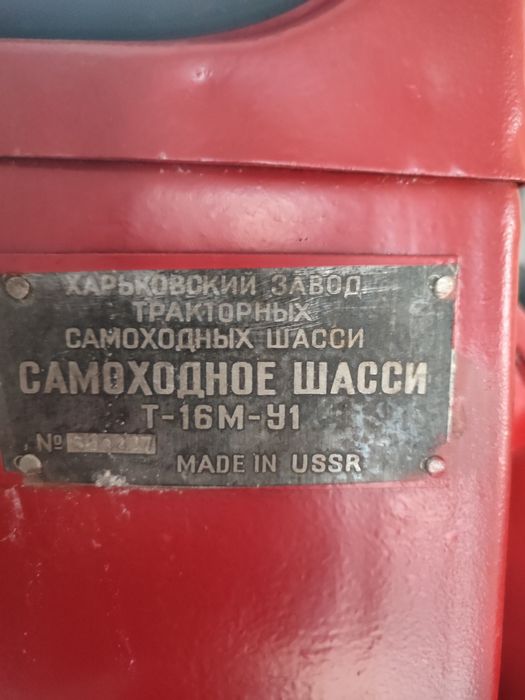 ХАРЬКОВСКИЙ ЗАВОД
ТРАКТОРНЫХ
САМОХОДНЫХ ШАССИ
САМОХОДНОЕ ШАССИ
Т-16М-У1
№
MADE IN USSR